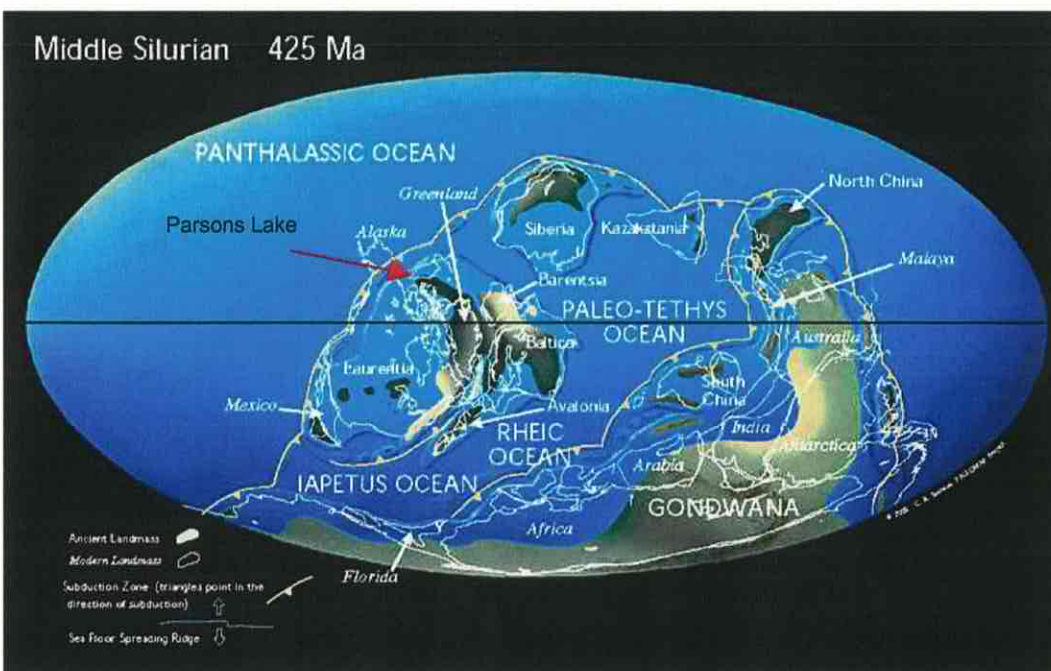 Middle Silurian 425 Ma
PANTHALASSIC OCEAN
Greenland
North China
Parsons Lake
Alaska
Siberia
Kazakstania
Malaya
Barentsia
PALEO-TETHYS
OCEAN
Baltica
Australia
Laurentia
South
China
Mexico
Avalonia
RHEIC
OCEAN
India
Antarctica
Arabia
IAPETUS OCEAN
GONDWANA
Africa
Florida
Ancient Landmass
Modern Landmass
Subduction Zone (triangles point in the
direction of subduction)
Sea Floor Spreading Ridge